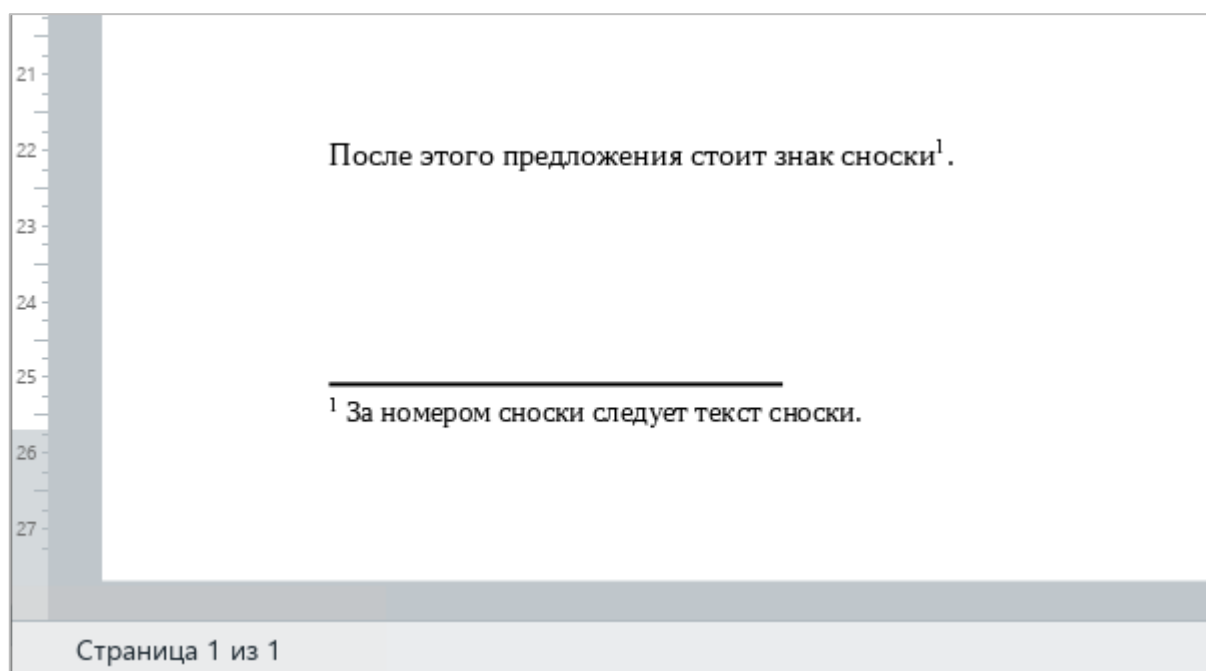 21
22
После этого предложения стоит знак сноски¹.
23
24
25
¹ За номером сноски следует текст сноски.
26
27
Страница 1 из 1